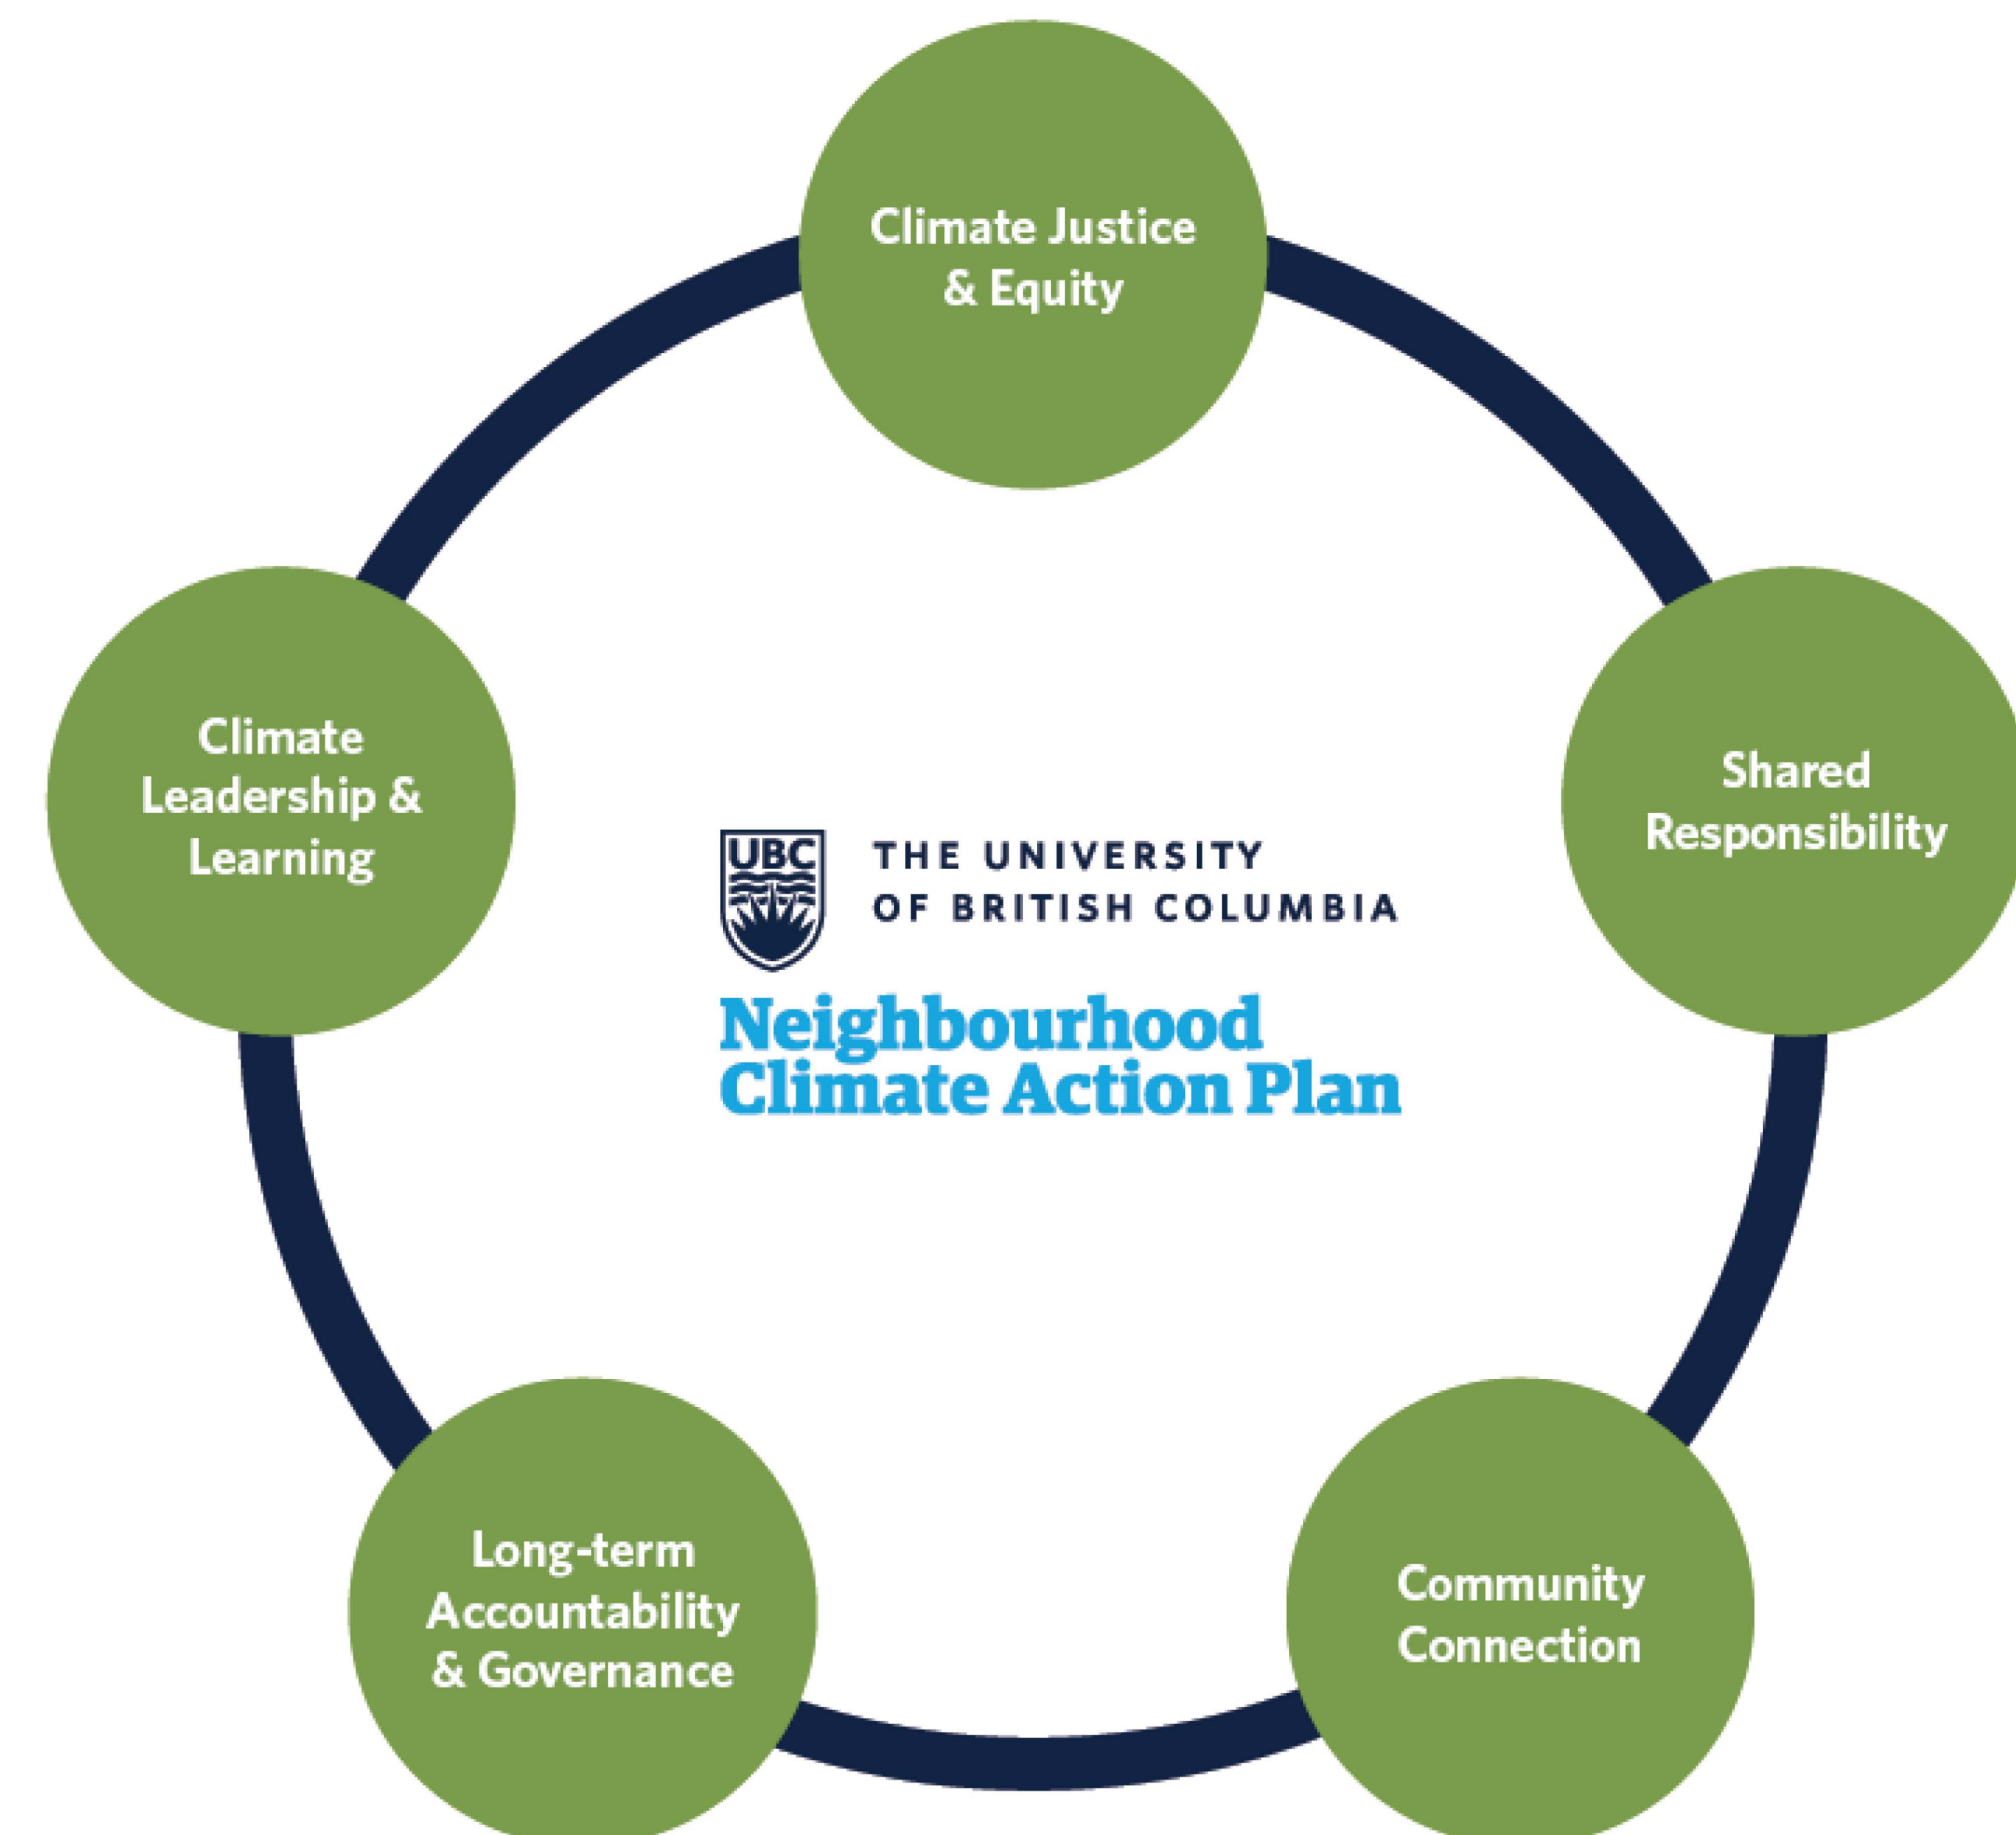 Climate Justice
& Equity
Climate
Leadership &
Learning
Shared
Responsibility
UBC
THE UNIVERSITY
OF BRITISH COLUMBIA
Neighbourhood
Climate Action Plan
Long-term
Accountability
& Governance
Community
Connection